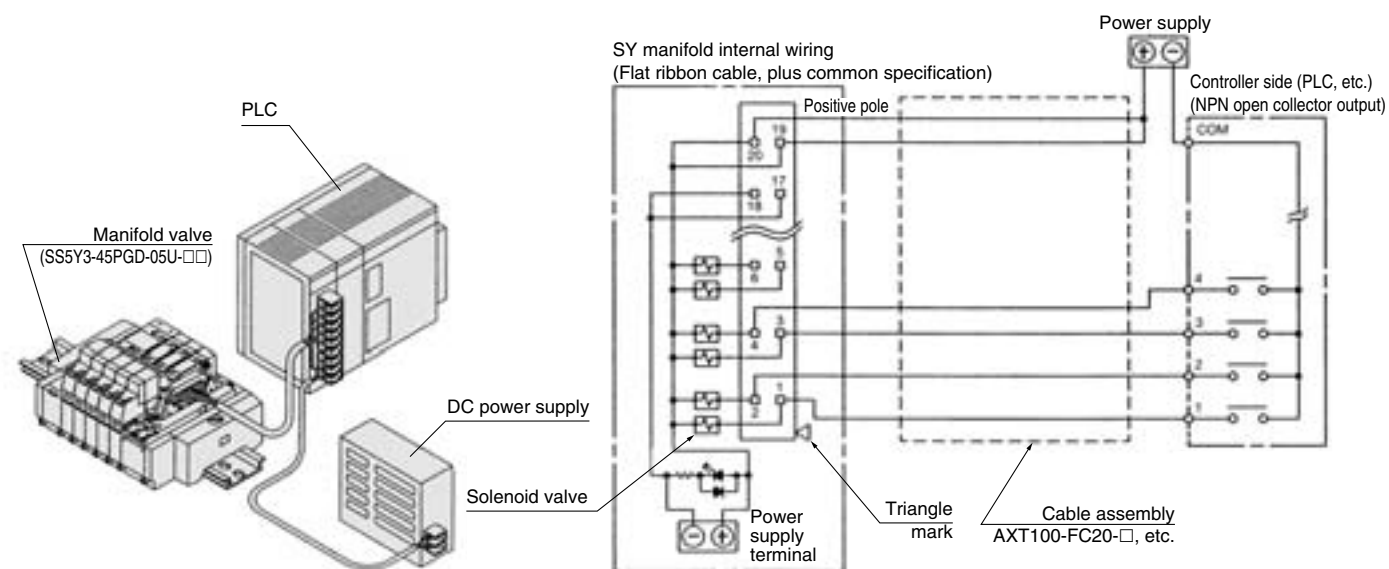 PLC
Manifold valve
(SS5Y3-45PGD-05U-□□)
DC power supply
Solenoid valve
SY manifold internal wiring
(Flat ribbon cable, plus common specification)
Positive pole
Power supply
+ −
Controller side (PLC, etc.)
(NPN open collector output)
COM
19
20
17
18
5
6
3
4
1
2
4
3
2
1
− +
Power
supply
terminal
Triangle
mark
Cable assembly
AXT100-FC20-□, etc.